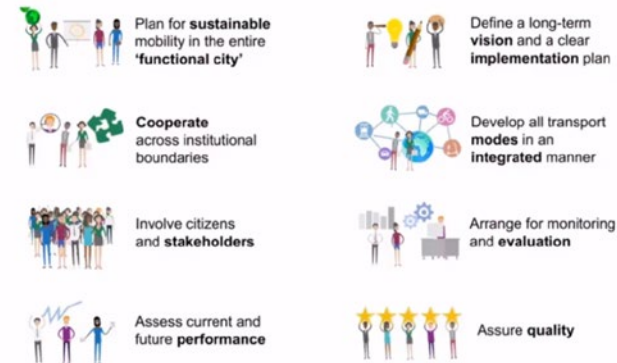 Plan for sustainable
mobility in the entire
‘functional city’
Cooperate
across institutional
boundaries
Involve citizens
and stakeholders
Assess current and
future performance
Define a long-term
vision and a clear
implementation plan
Develop all transport
modes in an
integrated manner
Arrange for monitoring
and evaluation
Assure quality